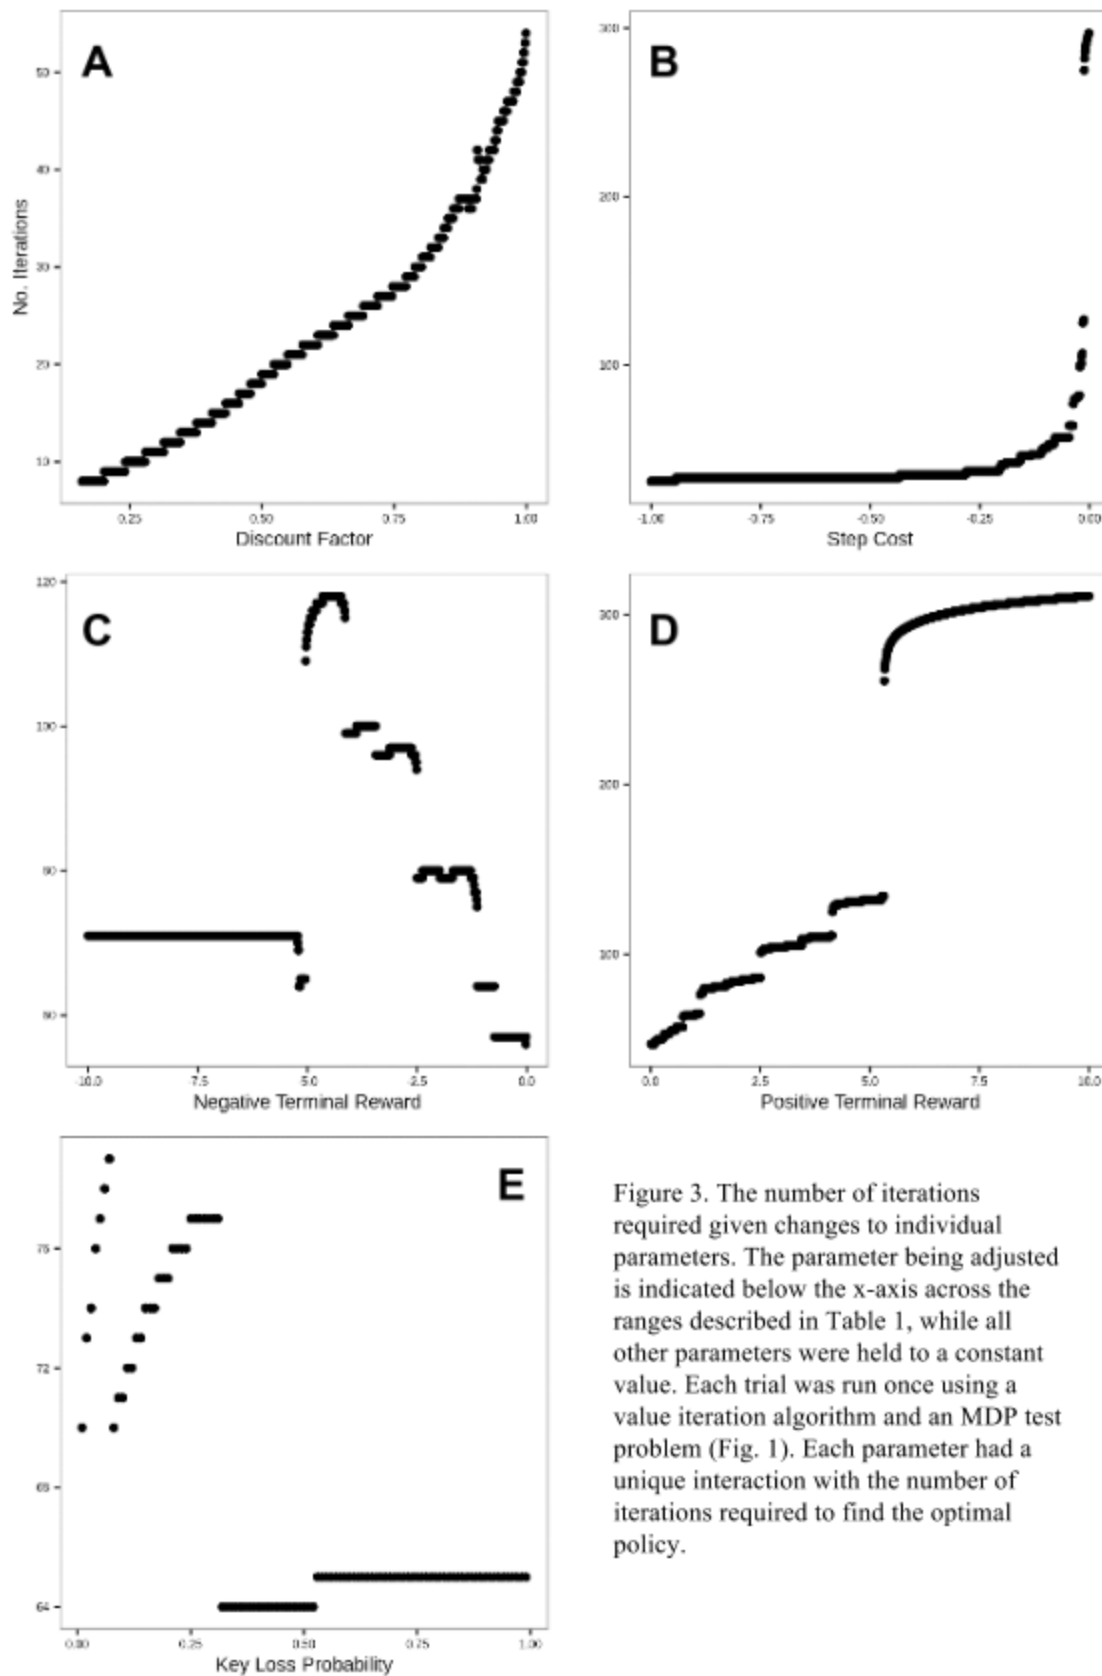 A
No. Iterations
50
40
30
20
10
0.25
0.50
0.75
1.00
Discount Factor
B
300
200
100
-1.00
-0.75
-0.50
-0.25
0.00
Step Cost
C
120
100
80
60
-10.0
-7.5
-5.0
-2.5
0.0
Negative Terminal Reward
D
300
200
100
0.0
2.5
5.0
7.5
10.0
Positive Terminal Reward
E
76
72
68
64
0.00
0.25
0.50
0.75
1.00
Key Loss Probability
Figure 3. The number of iterations
required given changes to individual
parameters. The parameter being adjusted
is indicated below the x-axis across the
ranges described in Table 1, while all
other parameters were held to a constant
value. Each trial was run once using a
value iteration algorithm and an MDP test
problem (Fig. 1). Each parameter had a
unique interaction with the number of
iterations required to find the optimal
policy.